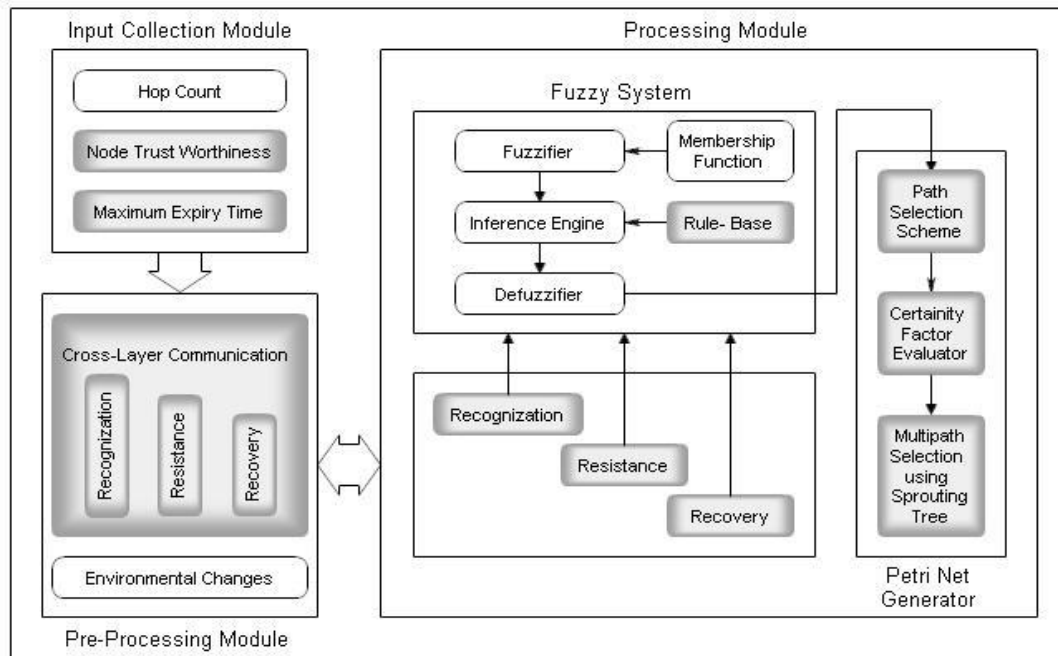 Input Collection Module
Hop Count
Node Trust Worthiness
Maximum Expiry Time
Cross-Layer Communication
Recognization
Resistance
Recovery
Environmental Changes
Pre-Processing Module
Processing Module
Fuzzy System
Fuzzifier
Membership
Function
Inference Engine
Rule- Base
Defuzzifier
Recognization
Resistance
Recovery
Path
Selection
Scheme
Certainity
Factor
Evaluator
Multipath
Selection
using
Sprouting
Tree
Petri Net
Generator